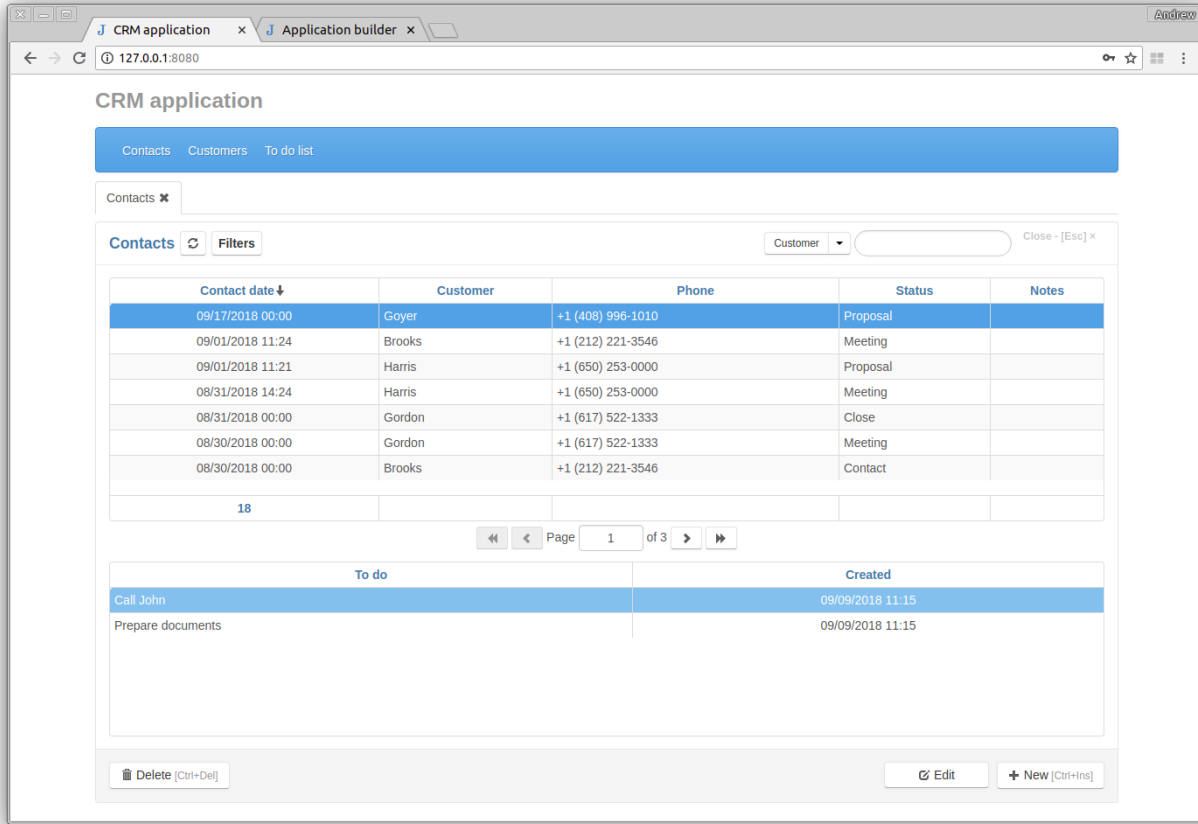 Andrew
J CRM application × J Application builder ×
127.0.0.1:8080
CRM application
Contacts Customers To do list
Contacts ✖
Contacts Filters Customer Close - [Esc] ×
Contact date Customer Phone Status Notes
09/17/2018 00:00 Goyer +1 (408) 996-1010 Proposal
09/01/2018 11:24 Brooks +1 (212) 221-3546 Meeting
09/01/2018 11:21 Harris +1 (650) 253-0000 Proposal
08/31/2018 14:24 Harris +1 (650) 253-0000 Meeting
08/31/2018 00:00 Gordon +1 (617) 522-1333 Close
08/30/2018 00:00 Gordon +1 (617) 522-1333 Meeting
08/30/2018 00:00 Brooks +1 (212) 221-3546 Contact
18
Page 1 of 3
To do Created
Call John 09/09/2018 11:15
Prepare documents 09/09/2018 11:15
Delete [Ctrl+Del] Edit New [Ctrl+Ins]